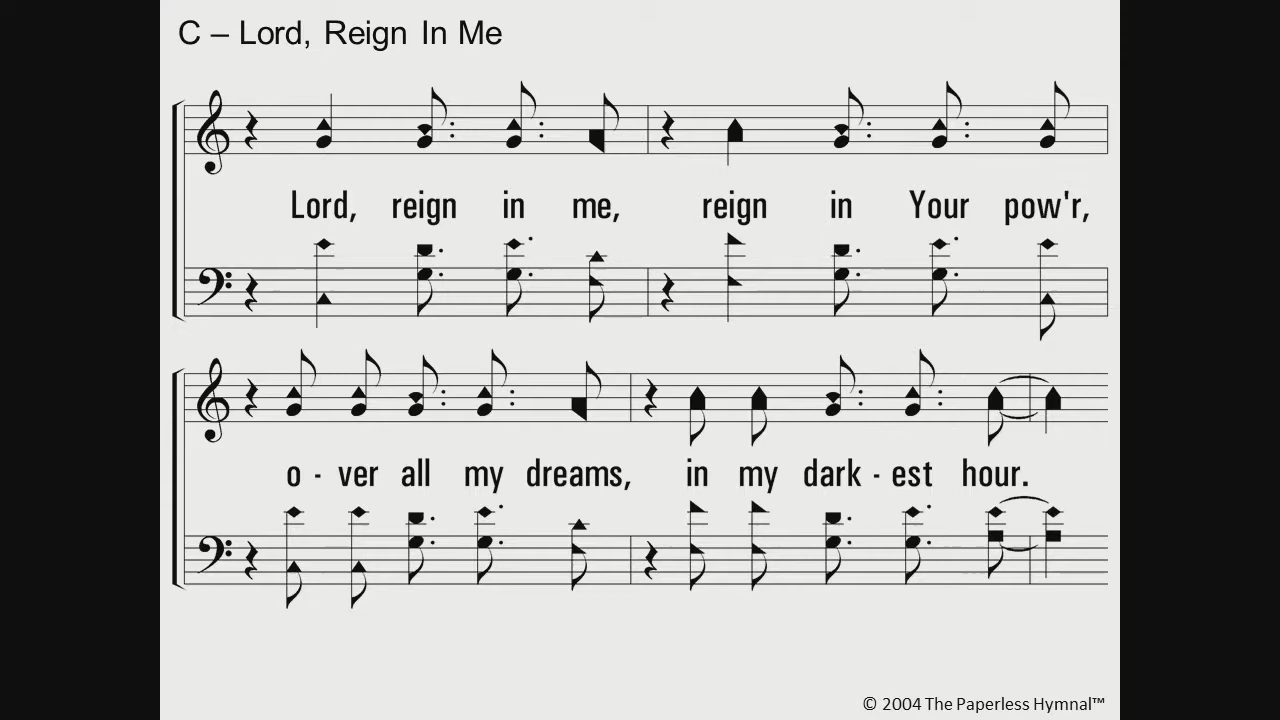 C – Lord, Reign In Me
Lord, reign in me, reign in Your pow'r,
o - ver all my dreams, in my dark - est hour.
© 2004 The Paperless Hymnal™